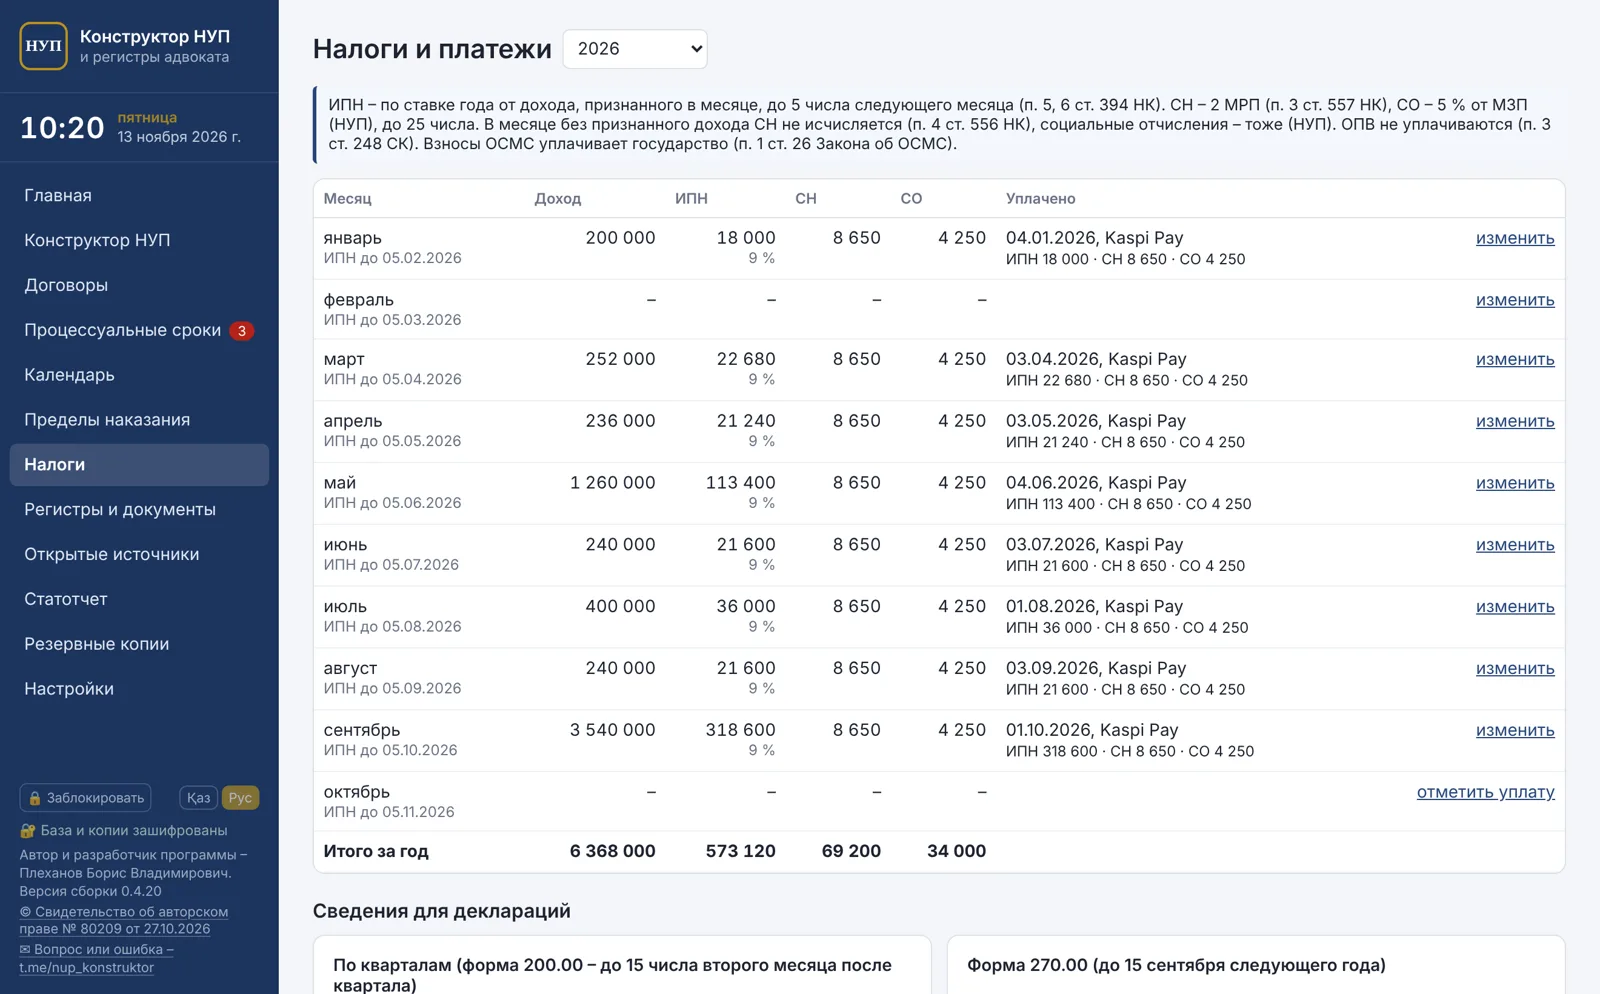 НУП
Конструктор НУП
и регистры адвоката
10:20
пятница
13 ноября 2026 г.
Главная
Конструктор НУП
Договоры
Процессуальные сроки 3
Календарь
Пределы наказания
Налоги
Регистры и документы
Открытые источники
Статотчет
Резервные копии
Настройки
Заблокировать
Қаз Рус
База и копии зашифрованы
Автор и разработчик программы –
Плеханов Борис Владимирович.
Версия сборки 0.4.20
© Свидетельство об авторском
праве № 80209 от 27.10.2026
✉ Вопрос или ошибка –
t.me/nup_konstruktor
Налоги и платежи 2026
ИПН – по ставке года от дохода, признанного в месяце, до 5 числа следующего месяца (п. 5, 6 ст. 394 НК). СН – 2 МРП (п. 3 ст. 557 НК), СО – 5 % от МЗП
(НУП), до 25 числа. В месяце без признанного дохода СН не исчисляется (п. 4 ст. 556 НК), социальные отчисления – тоже (НУП). ОПВ не уплачиваются (п. 3
ст. 248 СК). Взносы ОСМС уплачивает государство (п. 1 ст. 26 Закона об ОСМС).
Месяц Доход ИПН СН СО Уплачено
январь 200 000 18 000 8 650 4 250 04.01.2026, Kaspi Pay изменить
ИПН до 05.02.2026 9 % ИПН 18 000 · СН 8 650 · СО 4 250
февраль – – – – изменить
ИПН до 05.03.2026
март 252 000 22 680 8 650 4 250 03.04.2026, Kaspi Pay изменить
ИПН до 05.04.2026 9 % ИПН 22 680 · СН 8 650 · СО 4 250
апрель 236 000 21 240 8 650 4 250 03.05.2026, Kaspi Pay изменить
ИПН до 05.05.2026 9 % ИПН 21 240 · СН 8 650 · СО 4 250
май 1 260 000 113 400 8 650 4 250 04.06.2026, Kaspi Pay изменить
ИПН до 05.06.2026 9 % ИПН 113 400 · СН 8 650 · СО 4 250
июнь 240 000 21 600 8 650 4 250 03.07.2026, Kaspi Pay изменить
ИПН до 05.07.2026 9 % ИПН 21 600 · СН 8 650 · СО 4 250
июль 400 000 36 000 8 650 4 250 01.08.2026, Kaspi Pay изменить
ИПН до 05.08.2026 9 % ИПН 36 000 · СН 8 650 · СО 4 250
август 240 000 21 600 8 650 4 250 03.09.2026, Kaspi Pay изменить
ИПН до 05.09.2026 9 % ИПН 21 600 · СН 8 650 · СО 4 250
сентябрь 3 540 000 318 600 8 650 4 250 01.10.2026, Kaspi Pay изменить
ИПН до 05.10.2026 9 % ИПН 318 600 · СН 8 650 · СО 4 250
октябрь – – – – отметить уплату
ИПН до 05.11.2026
Итого за год 6 368 000 573 120 69 200 34 000
Сведения для деклараций
По кварталам (форма 200.00 – до 15 числа второго месяца после
квартала)
Форма 270.00 (до 15 сентября следующего года)